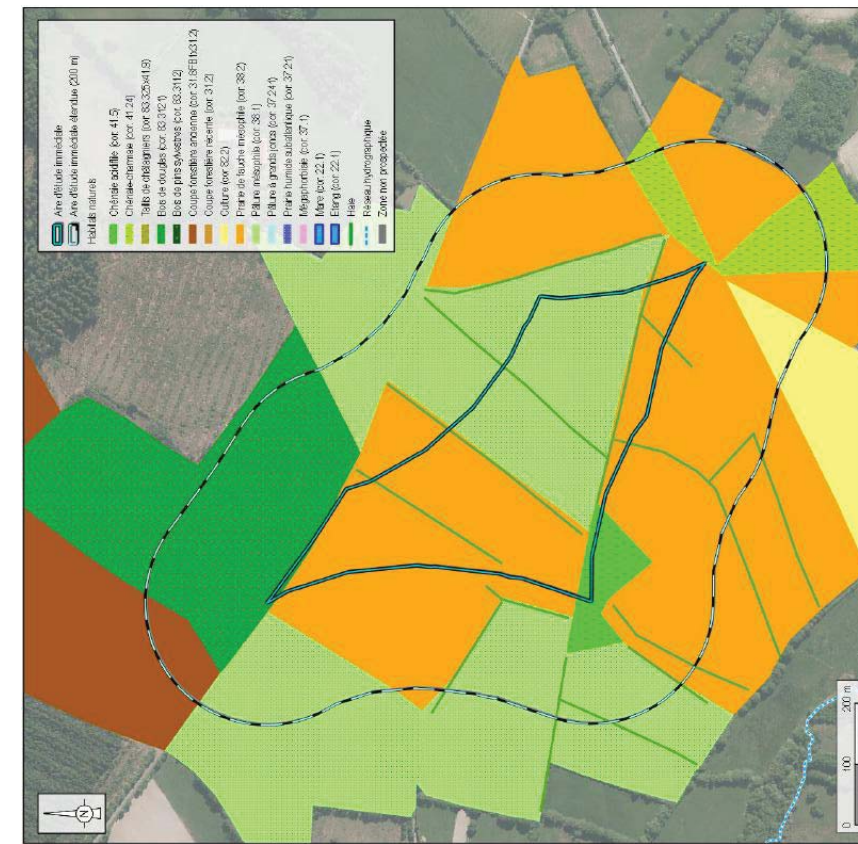 Aire d'étude immédiate
Aire d'étude immédiate étendue (200 m)
Habitats naturels
Chênaie acidifile (cor. 41.5)
Chênaie-charmaie (cor. 41.24)
Taillis de châtaigniers (cor. 83.325x41.9)
Bois de douglas (cor. 83.3121)
Bois de pins sylvestres (cor. 83.3112)
Coupe forestière ancienne (cor. 31.8FB1x31.2)
Coupe forestière récente (cor. 31.2)
Culture (cor 82.2)
Prairie de fauche mésophile (cor. 38.2)
Pâture mésophile (cor. 38.1)
Pâture à grands joncs (cor. 37.241)
Prairie humide subatlantique (cor. 37.21)
Mégaphorbiaie (cor. 37.1)
Mare (cor. 22.1)
Etang (cor. 22.1)
Haie
Réseau hydrographique
Zone non prospectée
N
0 100 200 m